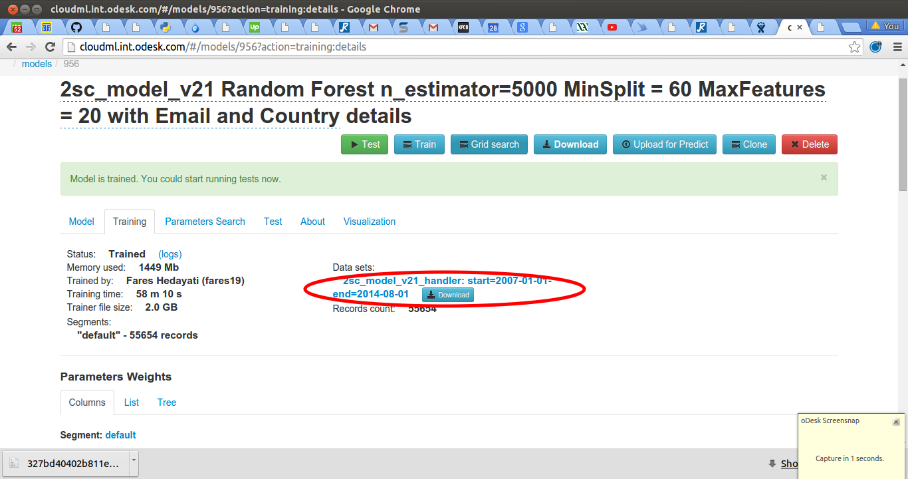 cloudml.int.odesk.com/#/models/956?action=training:details - Google Chrome
You
cloudml.int.odesk.com/#/models/956?action=training:details
/ models / 956
2sc_model_v21 Random Forest n_estimator=5000 MinSplit = 60 MaxFeatures
= 20 with Email and Country details
Test Train Grid search Download Upload for Predict Clone Delete
Model is trained. You could start running tests now. ×
Model Training Parameters Search Test About Visualization
Status: Trained (logs)
Memory used: 1449 Mb
Trained by: Fares Hedayati (fares19)
Training time: 58 m 10 s
Trainer file size: 2.0 GB
Segments:
"default" - 55654 records
Data sets:
2sc_model_v21_handler: start=2007-01-01-
end=2014-08-01 Download
Records count: 55654
Parameters Weights
Columns List Tree
Segment: default
oDesk Screensnap
Capture in 1 seconds.
327bd40402b811e...
Sho